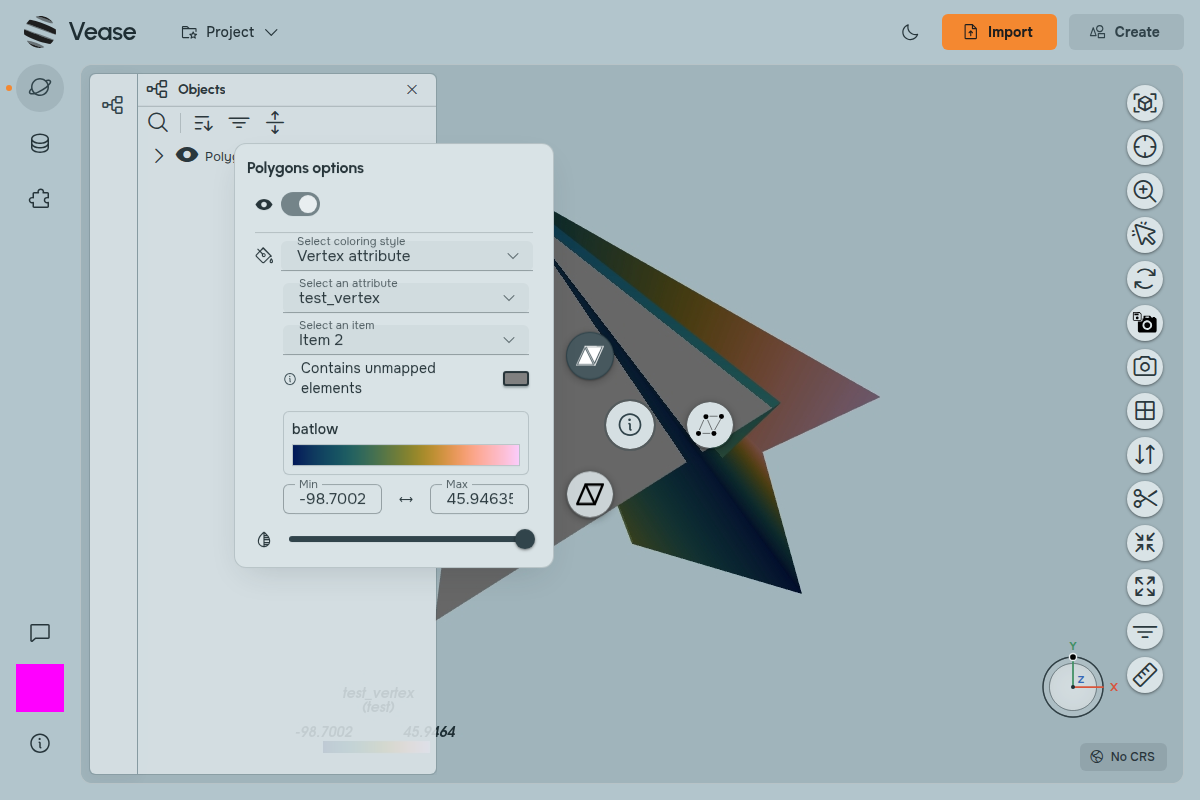 Vease
Project
Import
Create
Objects
Polygons options
Select coloring style
Vertex attribute
Select an attribute
test_vertex
Select an item
Item 2
Contains unmapped
elements
batlow
Min
Max
-98.7002
45.94635
test_vertex
(test)
-98.7002
45.9464
Y
Z
X
No CRS